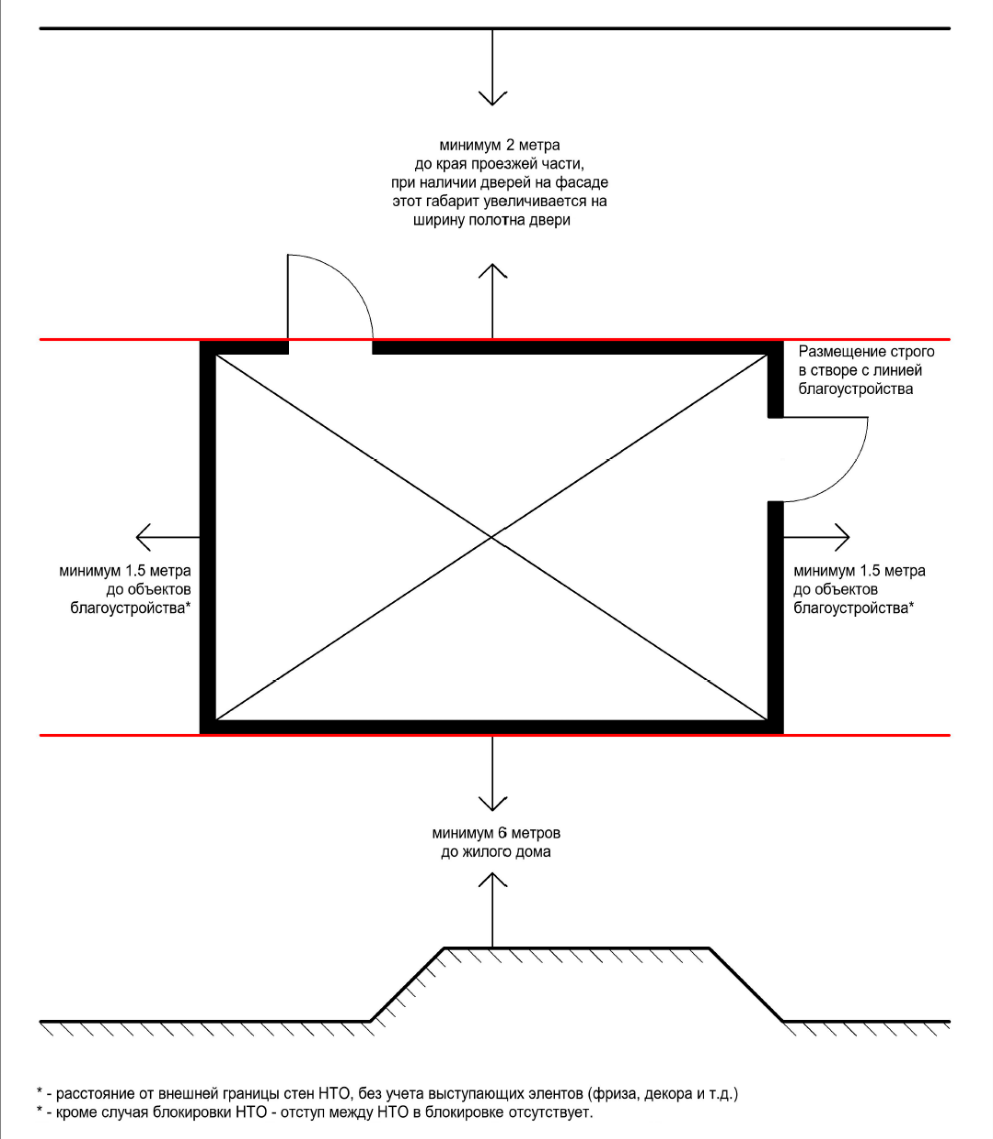 минимум 2 метра
до края проезжей части,
при наличии дверей на фасаде
этот габарит увеличивается на
ширину полотна двери
Размещение строго
в створе с линией
благоустройства
минимум 1.5 метра
до объектов
благоустройства*
минимум 1.5 метра
до объектов
благоустройства*
минимум 6 метров
до жилого дома
* - расстояние от внешней границы стен НТО, без учета выступающих элентов (фриза, декора и т.д.)
* - кроме случая блокировки НТО - отступ между НТО в блокировке отсутствует.